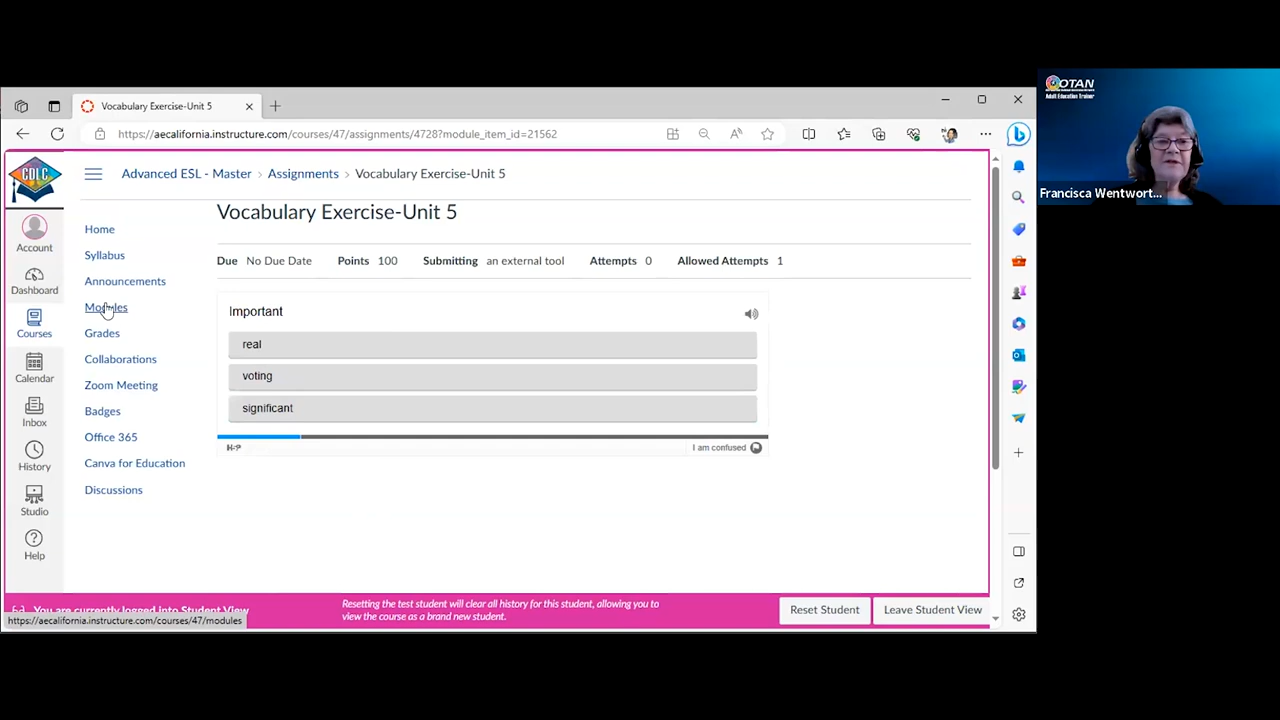 Vocabulary Exercise-Unit 5
https://aecalifornia.instructure.com/courses/47/assignments/4728?module_item_id=21562
CDLC
Advanced ESL - Master > Assignments > Vocabulary Exercise-Unit 5
Account
Dashboard
Courses
Calendar
Inbox
History
Studio
Help
Home
Syllabus
Announcements
Modules
Grades
Collaborations
Zoom Meeting
Badges
Office 365
Canva for Education
Discussions
Vocabulary Exercise-Unit 5
Due No Due Date Points 100 Submitting an external tool Attempts 0 Allowed Attempts 1
Important
real
voting
significant
H-P I am confused
You are currently logged into Student View
Resetting the test student will clear all history for this student, allowing you to
view the course as a brand new student.
Reset Student Leave Student View
https://aecalifornia.instructure.com/courses/47/modules
OTAN
Adult Education Trainer
Francisca Wentwort...